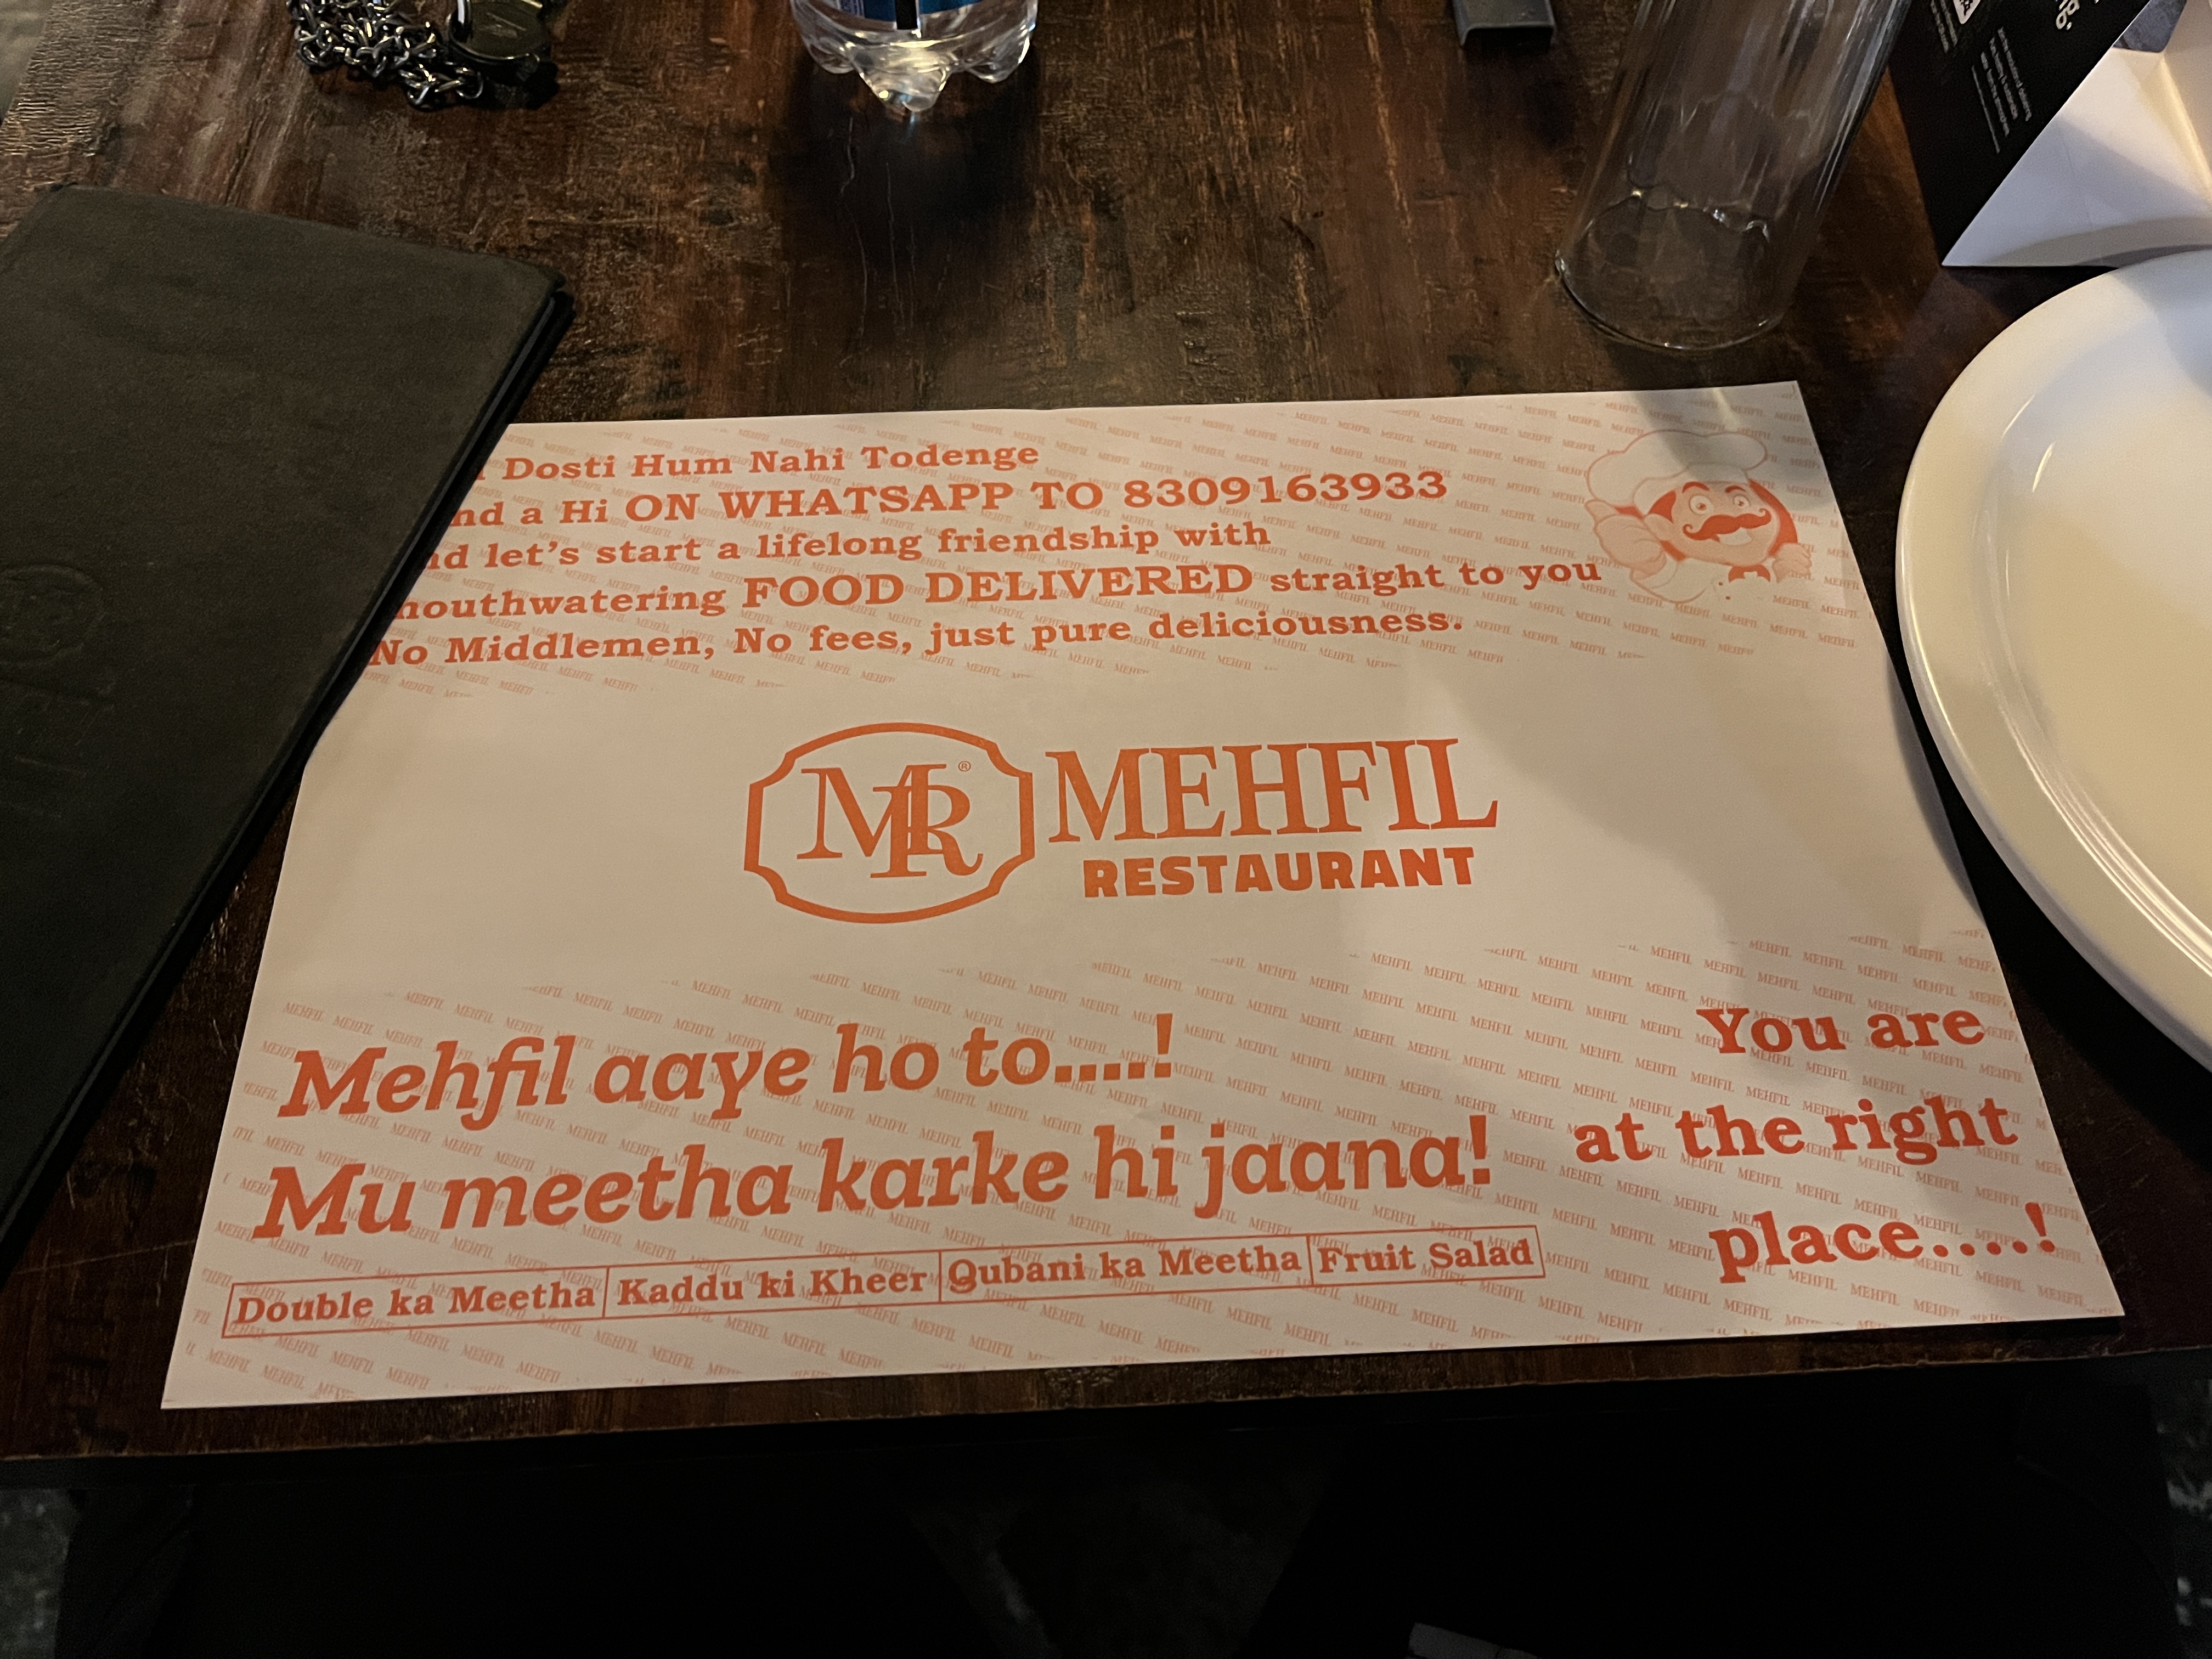 Dosti Hum Nahi Todenge
a Hi ON WHATSAPP TO 8309163933
let's start a lifelong friendship with
FOOD DELIVERED straight to you
No Middlemen, No fees, just pure deliciousness.
MR®
MEHFIL
RESTAURANT
Mehfil aaye ho to....!
Mu meetha karke hi jaana!
Double ka Meetha Kaddu ki Kheer Qubani ka Meetha Fruit Salad
You are
at the right
place....!